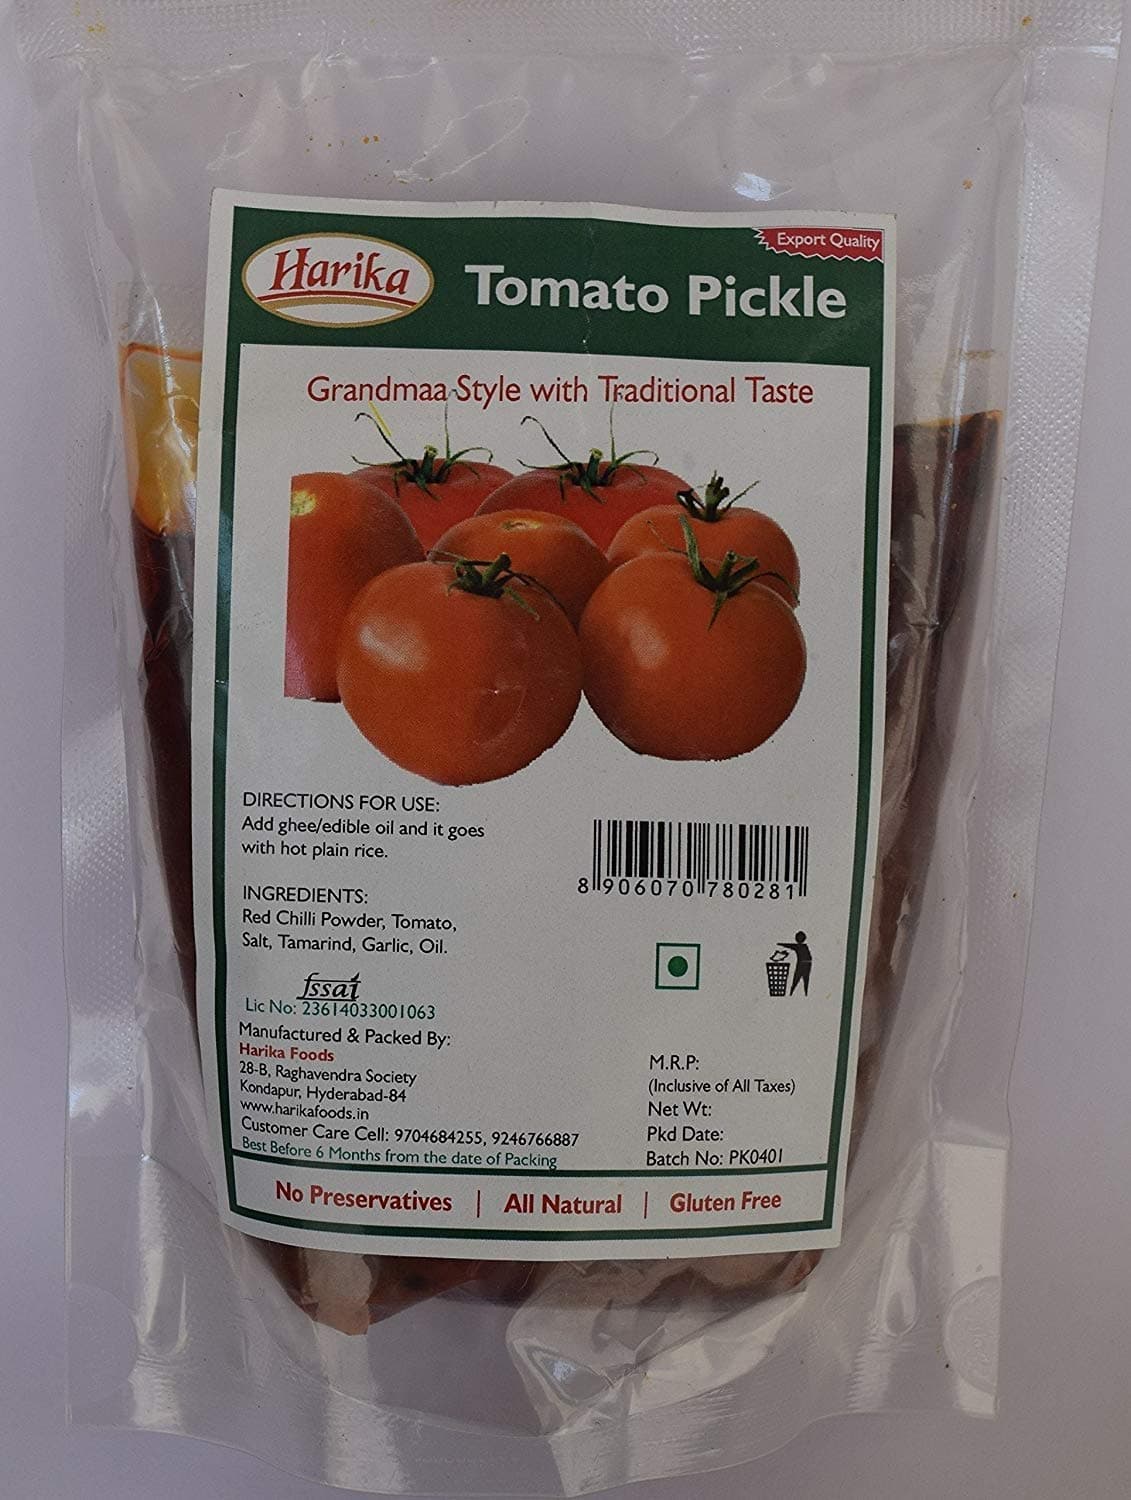 Export Quality
Harika
Tomato Pickle
Grandmaa Style with Traditional Taste
DIRECTIONS FOR USE:
Add ghee/edible oil and it goes
with hot plain rice.
8 906070 780281
INGREDIENTS:
Red Chilli Powder, Tomato,
Salt, Tamarind, Garlic, Oil.
fssai
Lic No: 23614033001063
Manufactured & Packed By:
Harika Foods
28-B, Raghavendra Society
Kondapur, Hyderabad-84
www.harikafoods.in
Customer Care Cell: 9704684255, 9246766887
Best Before 6 Months from the date of Packing
M.R.P:
(Inclusive of All Taxes)
Net Wt:
Pkd Date:
Batch No: PK0401
No Preservatives | All Natural | Gluten Free